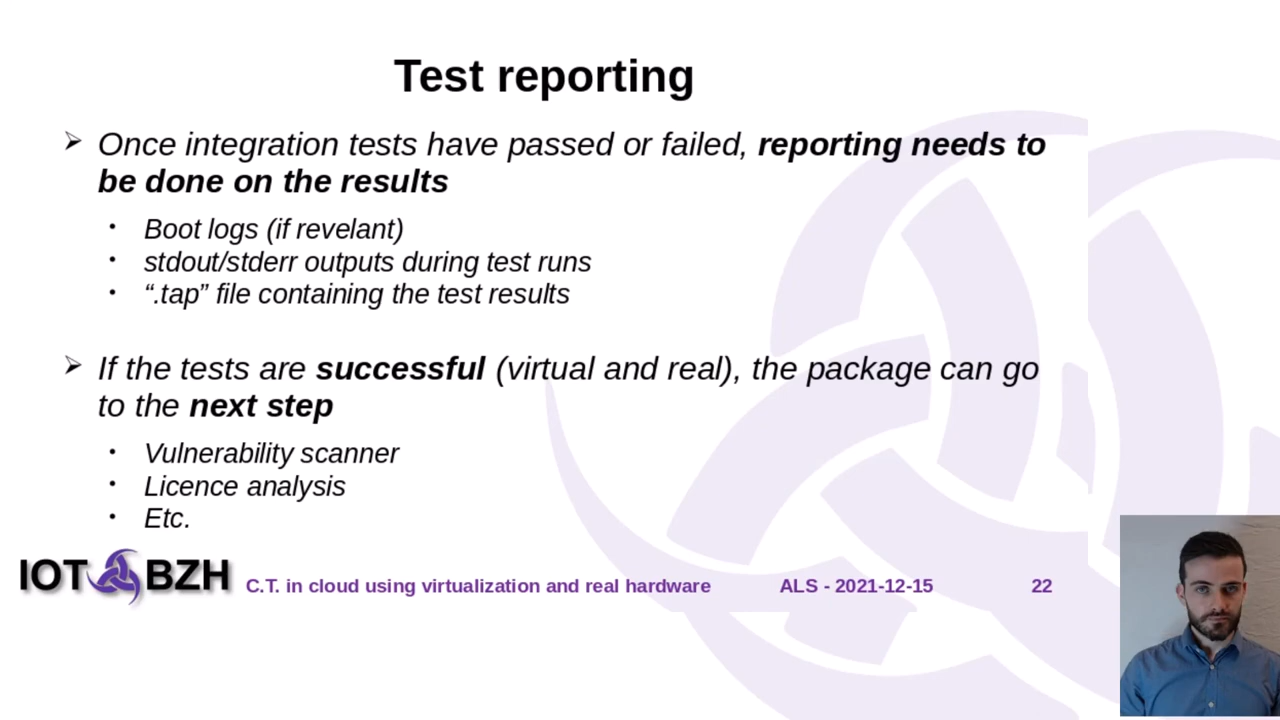 Test reporting
Once integration tests have passed or failed, reporting needs to
be done on the results
Boot logs (if revelant)
stdout/stderr outputs during test runs
“.tap” file containing the test results
If the tests are successful (virtual and real), the package can go
to the next step
Vulnerability scanner
Licence analysis
Etc.
IOT BZH C.T. in cloud using virtualization and real hardware ALS - 2021-12-15 22